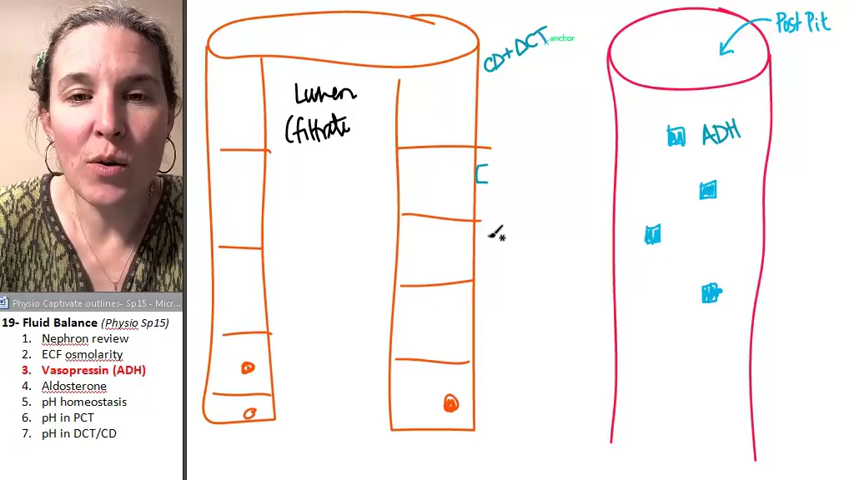 CD+DCT
anchor
Post Pit
Lumen
(filtrate
ADH
Physio Captivate outlines- Sp15 - Micr...
19- Fluid Balance (Physio Sp15)
1. Nephron review
2. ECF osmolarity
3. Vasopressin (ADH)
4. Aldosterone
5. pH homeostasis
6. pH in PCT
7. pH in DCT/CD